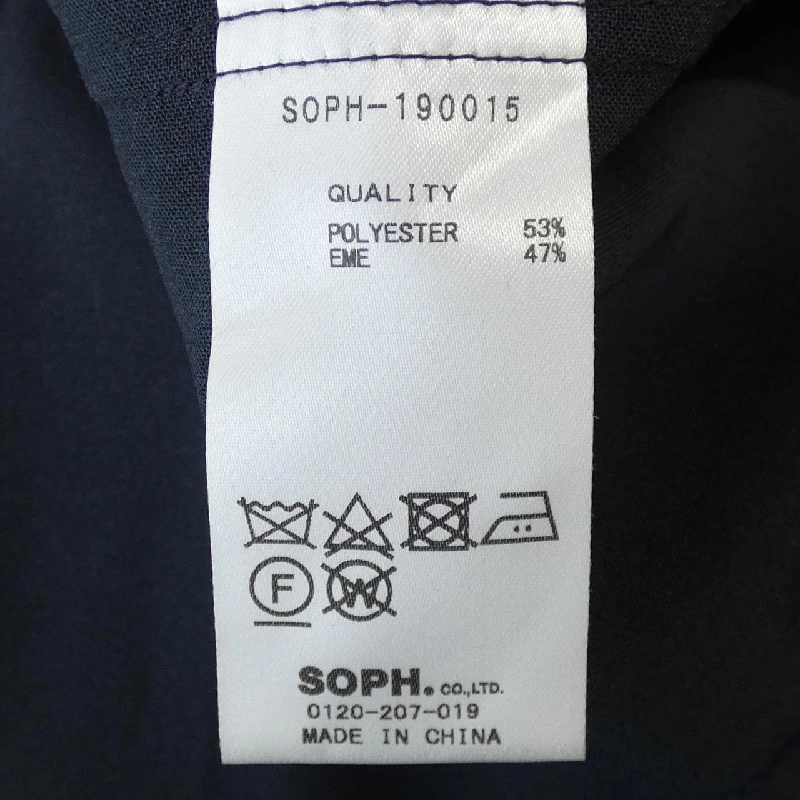 SOPH-190015
QUALITY
POLYESTER 53%
EME 47%
F W
SOPH. CO.,LTD.
0120-207-019
MADE IN CHINA